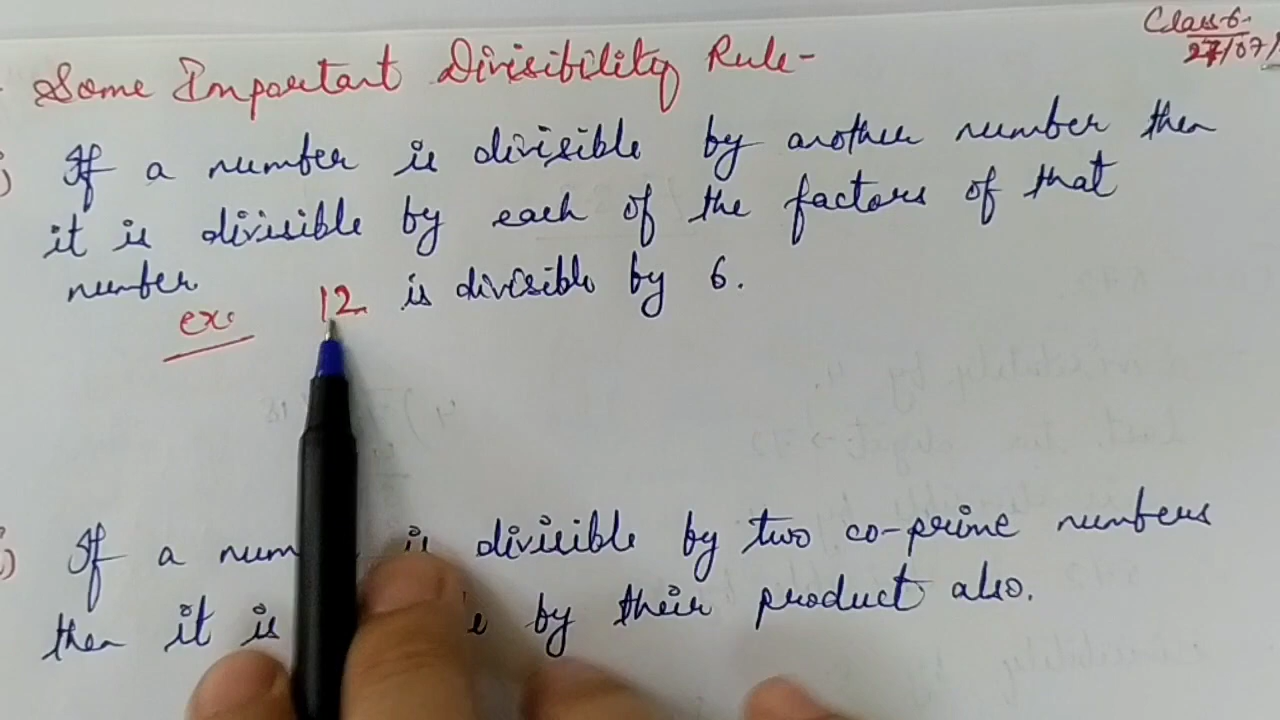 Class-6.
27/07/
Some Important Divisibility Rule-
) If a number is divisible by another number then
it is divisible by each of the factors of that
number.
ex. 12 is divisible by 6.
) If a num is divisible by two co-prime numbers
then it is by their product also.